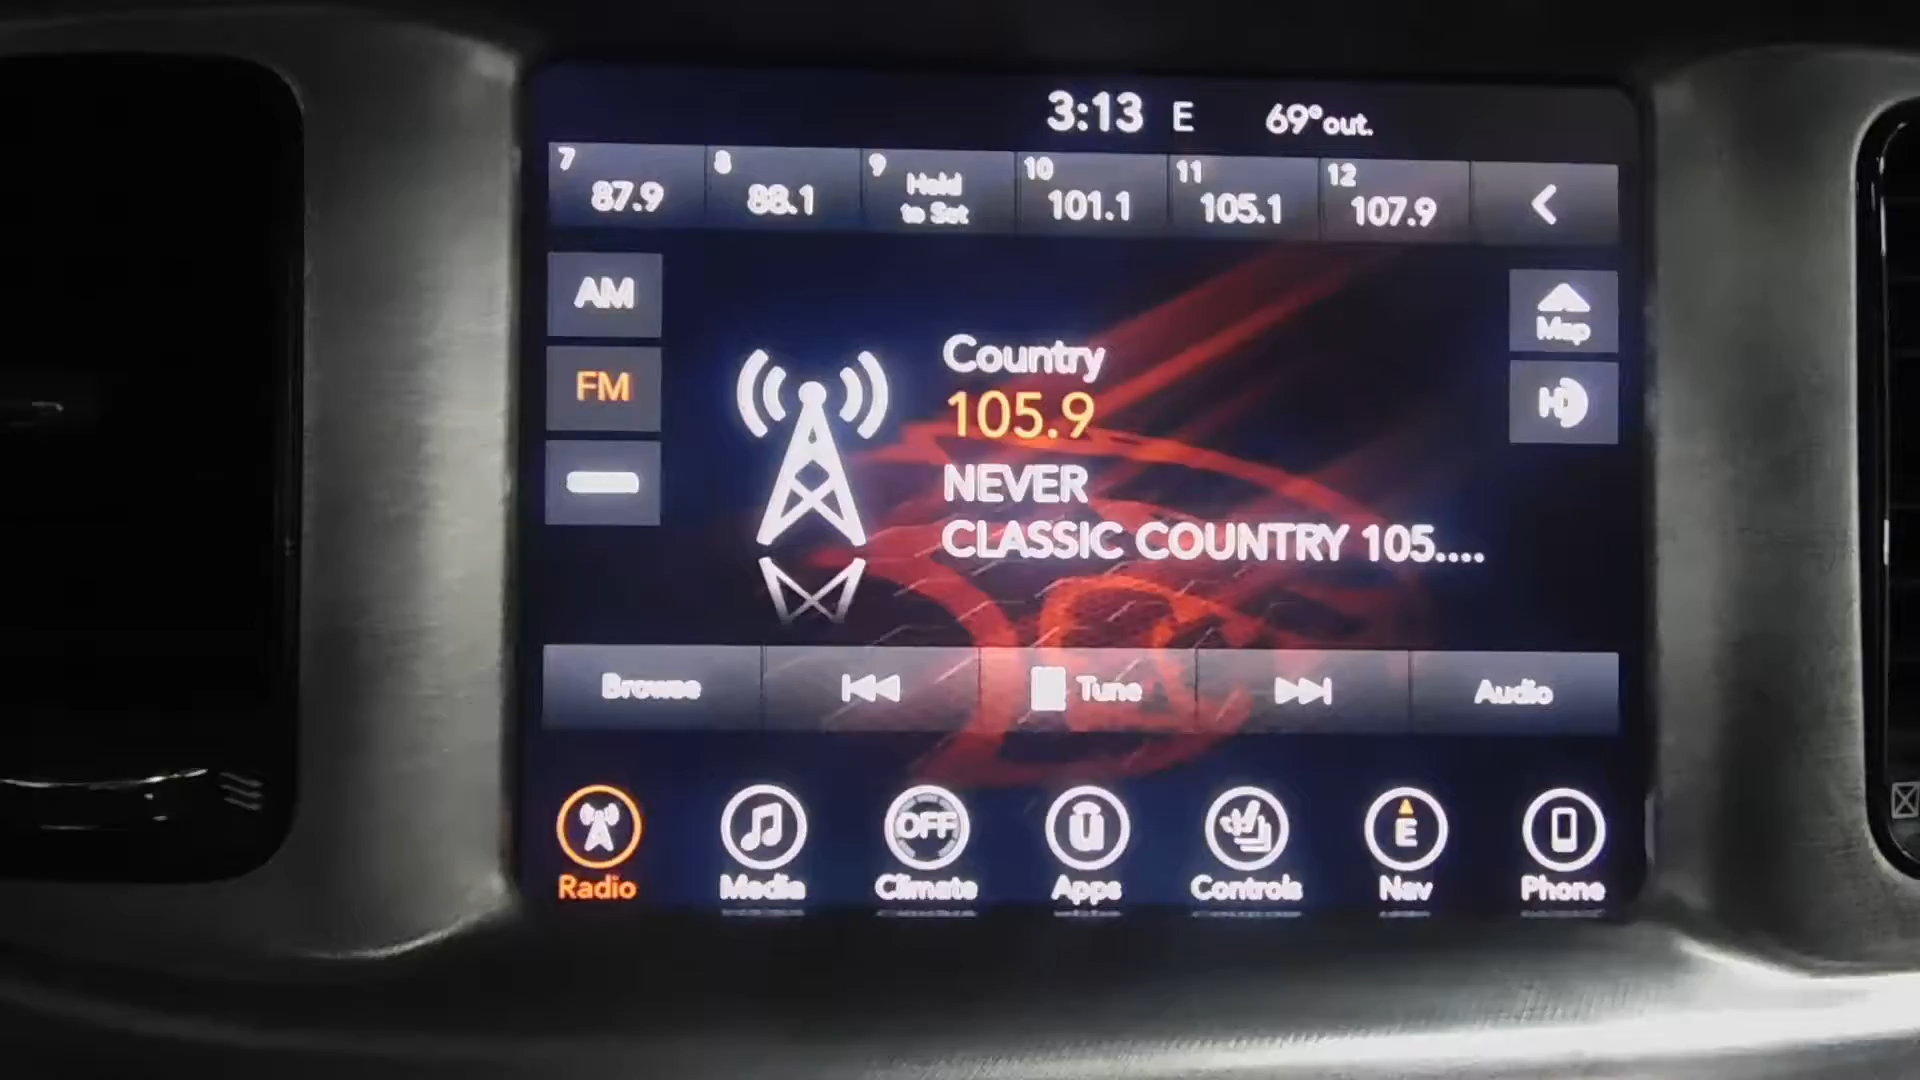 3:13 E 69°out.
7 87.9
8 88.1
9 Hold to Set
10 101.1
11 105.1
12 107.9
AM
FM
Map
HD
Country
105.9
NEVER
CLASSIC COUNTRY 105....
Browse Tune Audio
OFF E
Radio Media Climate Apps Controls Nav Phone